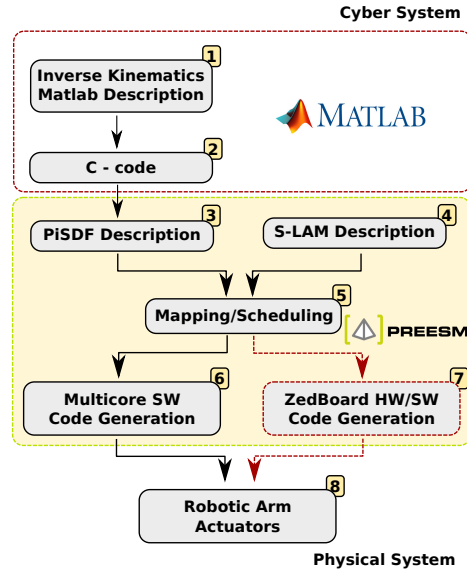 Cyber System
1
Inverse Kinematics
Matlab Description
MATLAB
2
C - code
3
PiSDF Description
4
S-LAM Description
5
Mapping/Scheduling
PREESM
6
Multicore SW
Code Generation
7
ZedBoard HW/SW
Code Generation
8
Robotic Arm
Actuators
Physical System